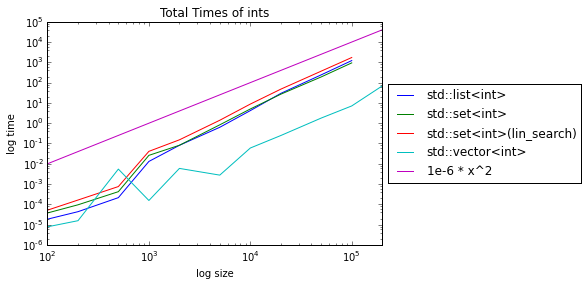 Total Times of ints
10^5
10^4
10^3
10^2
10^1
10^0
10^-1
10^-2
10^-3
10^-4
10^-5
10^-6
log time
10^2
10^3
10^4
10^5
log size
std::list<int>
std::set<int>
std::set<int>(lin_search)
std::vector<int>
1e-6 * x^2